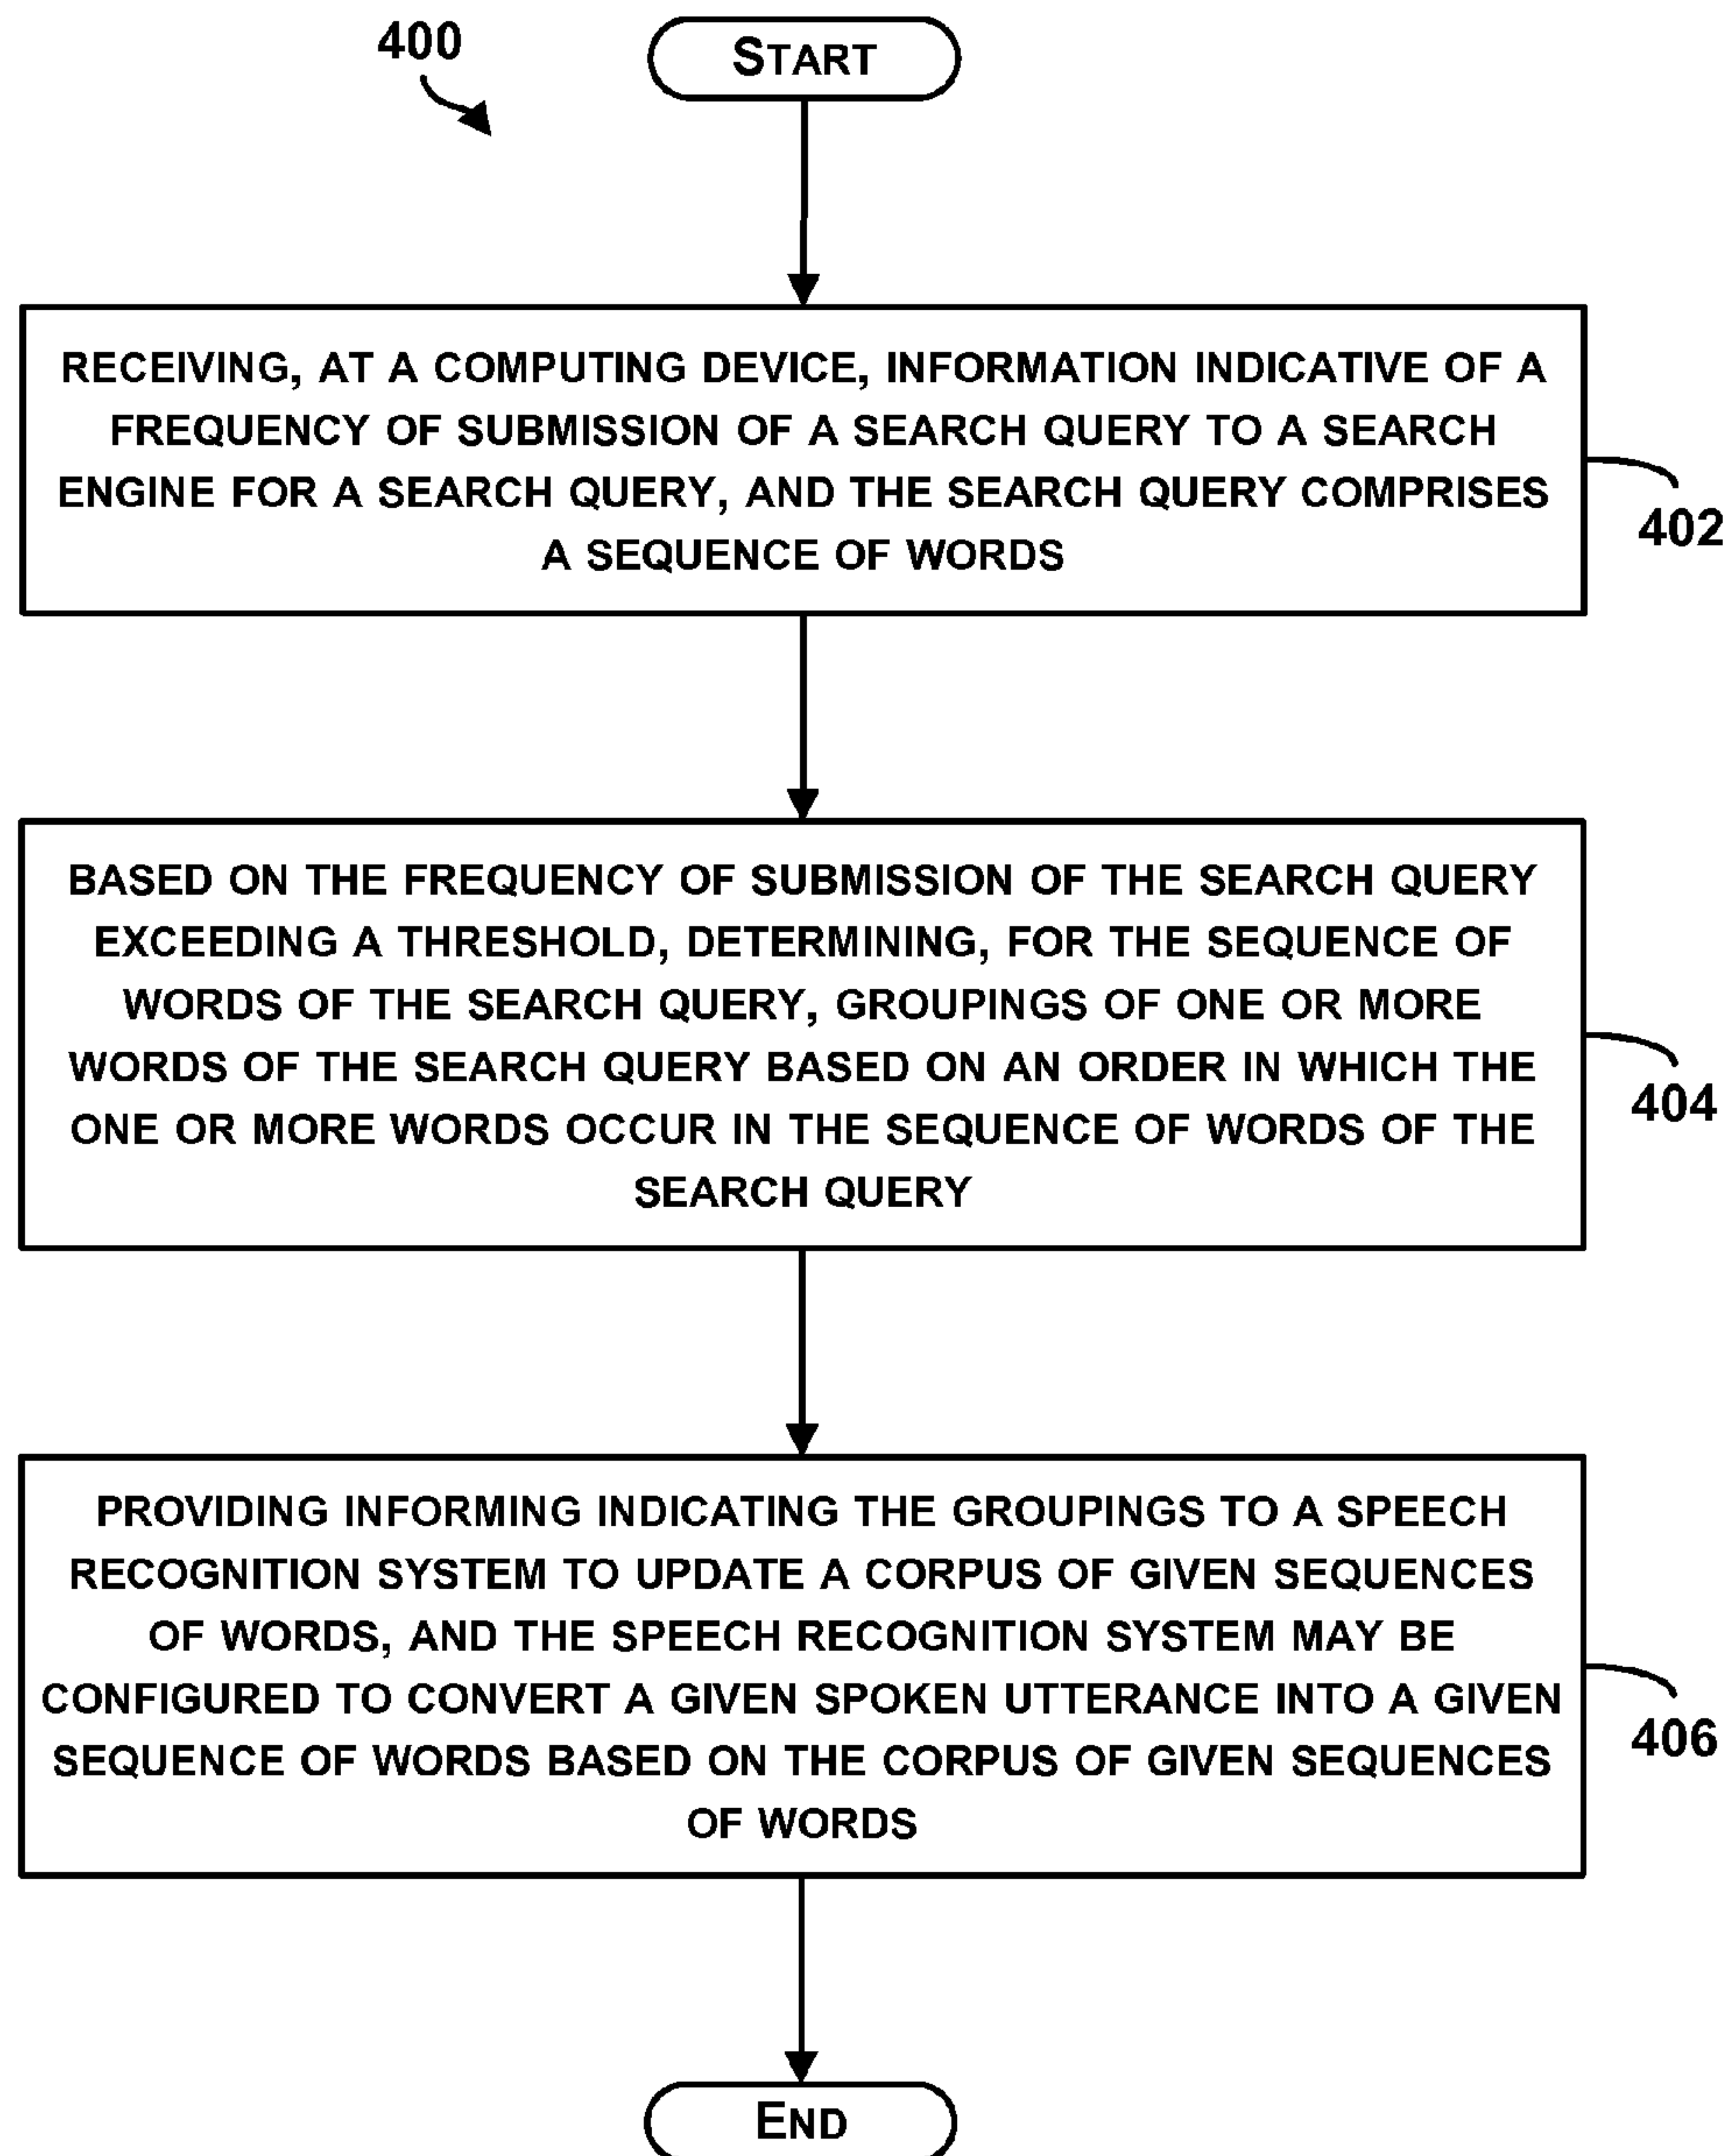 400
START
RECEIVING, AT A COMPUTING DEVICE, INFORMATION INDICATIVE OF A
FREQUENCY OF SUBMISSION OF A SEARCH QUERY TO A SEARCH
ENGINE FOR A SEARCH QUERY, AND THE SEARCH QUERY COMPRISES
A SEQUENCE OF WORDS
402
BASED ON THE FREQUENCY OF SUBMISSION OF THE SEARCH QUERY
EXCEEDING A THRESHOLD, DETERMINING, FOR THE SEQUENCE OF
WORDS OF THE SEARCH QUERY, GROUPINGS OF ONE OR MORE
WORDS OF THE SEARCH QUERY BASED ON AN ORDER IN WHICH THE
ONE OR MORE WORDS OCCUR IN THE SEQUENCE OF WORDS OF THE
SEARCH QUERY
404
PROVIDING INFORMING INDICATING THE GROUPINGS TO A SPEECH
RECOGNITION SYSTEM TO UPDATE A CORPUS OF GIVEN SEQUENCES
OF WORDS, AND THE SPEECH RECOGNITION SYSTEM MAY BE
CONFIGURED TO CONVERT A GIVEN SPOKEN UTTERANCE INTO A GIVEN
SEQUENCE OF WORDS BASED ON THE CORPUS OF GIVEN SEQUENCES
OF WORDS
406
END